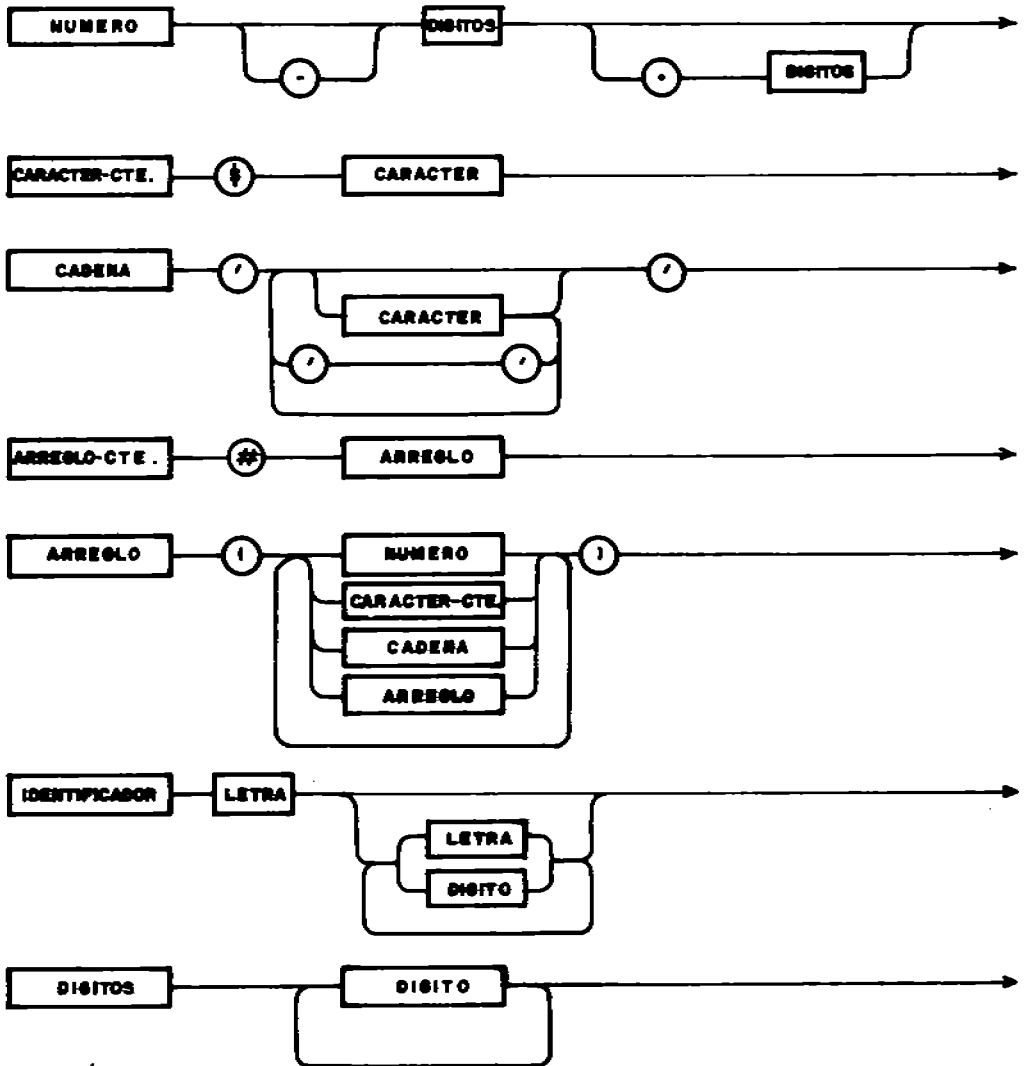 NUMERO - DIGITOS . DIGITOS
CARACTER-CTE. $ CARACTER
CADENA ' '
CARACTER
' '
ARREGLO-CTE. # ARREGLO
ARREGLO ( NUMERO )
CARACTER-CTE.
CADENA
ARREGLO
IDENTIFICADOR LETRA
LETRA
DIGITO
DIGITOS DIGITO